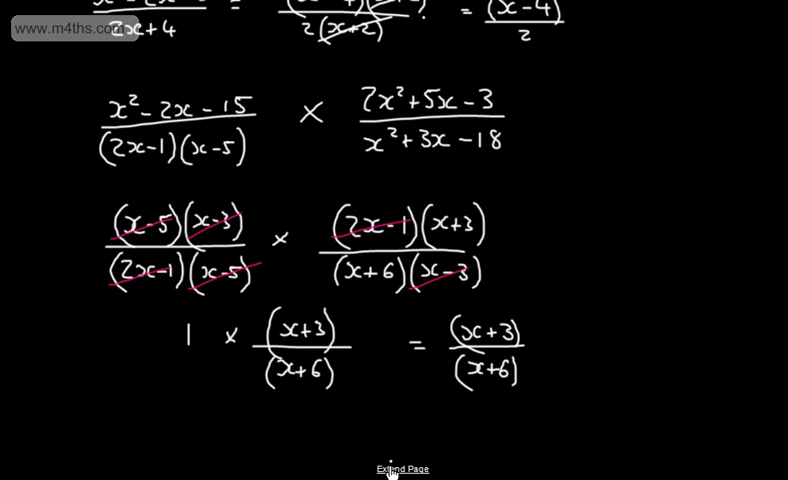 www.m4ths.com
2x+4 = 2(x+2) = (x-4)/2
x²-2x-15 × 2x²+5x-3
(2x-1)(x-5) x²+3x-18
(x-5)(x-3) × (2x-1)(x+3)
(2x-1)(x-5) (x+6)(x-3)
1 × (x+3) = (x+3)
(x+6) (x+6)
Extend Page